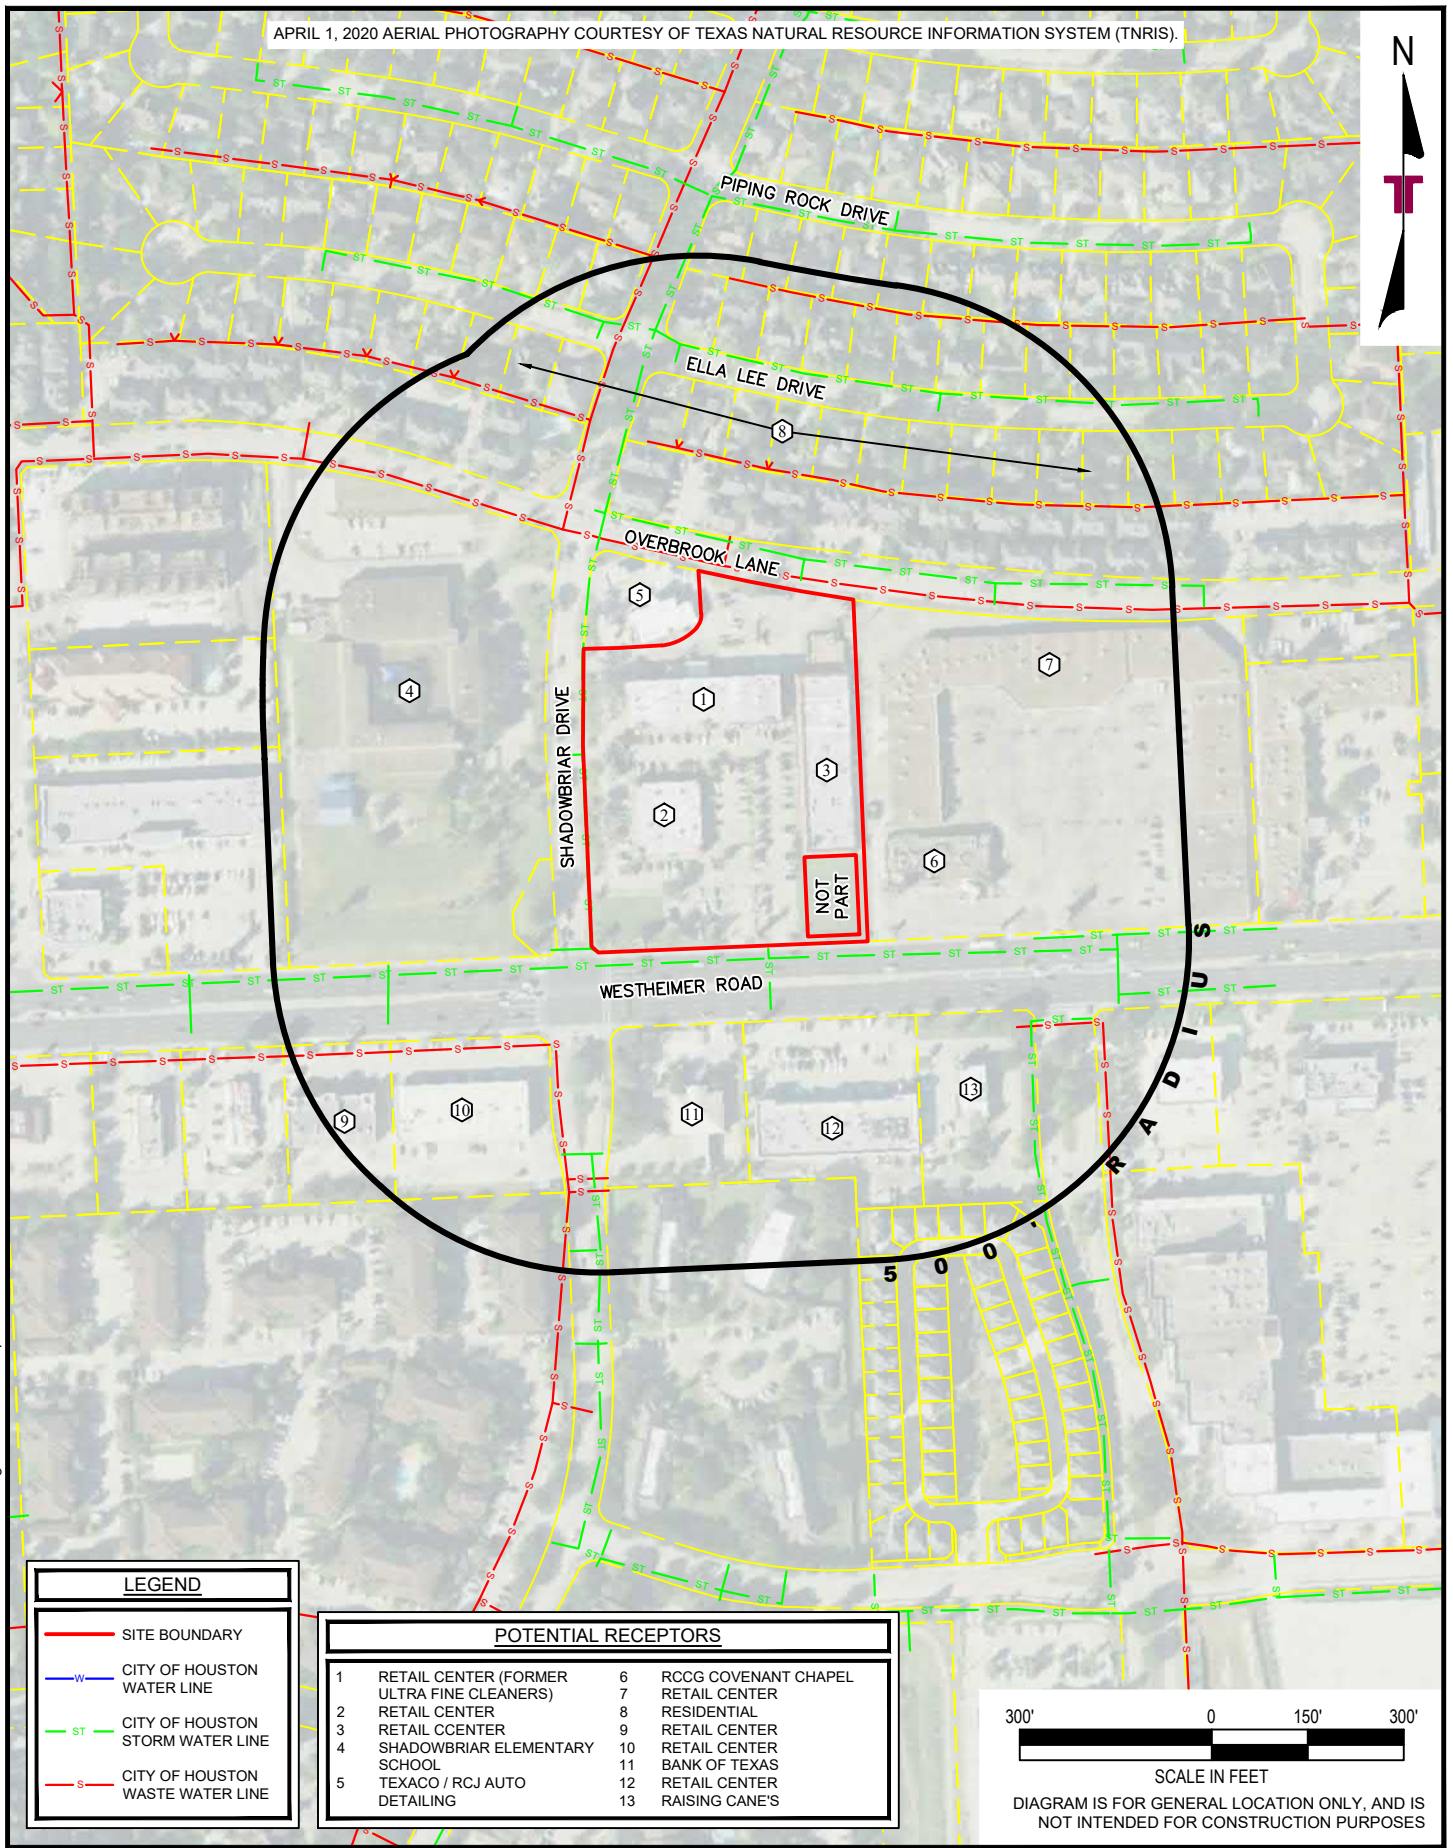 APRIL 1, 2020 AERIAL PHOTOGRAPHY COURTESY OF TEXAS NATURAL RESOURCE INFORMATION SYSTEM (TNRIS).
N
PIPING ROCK DRIVE
ELLA LEE DRIVE
8
OVERBROOK LANE
5
7
4
1
SHADOWBRIAR DRIVE
3
2
6
NOT
PART
WESTHEIMER ROAD
13
9
10
11
12
500' RADIUS
LEGEND
SITE BOUNDARY
W
CITY OF HOUSTON
WATER LINE
ST
CITY OF HOUSTON
STORM WATER LINE
S
CITY OF HOUSTON
WASTE WATER LINE
POTENTIAL RECEPTORS
1 RETAIL CENTER (FORMER
ULTRA FINE CLEANERS)
2 RETAIL CENTER
3 RETAIL CCENTER
4 SHADOWBRIAR ELEMENTARY
SCHOOL
5 TEXACO / RCJ AUTO
DETAILING
6 RCCG COVENANT CHAPEL
7 RETAIL CENTER
8 RESIDENTIAL
9 RETAIL CENTER
10 RETAIL CENTER
11 BANK OF TEXAS
12 RETAIL CENTER
13 RAISING CANE'S
300' 0 150' 300'
SCALE IN FEET
DIAGRAM IS FOR GENERAL LOCATION ONLY, AND IS
NOT INTENDED FOR CONSTRUCTION PURPOSES